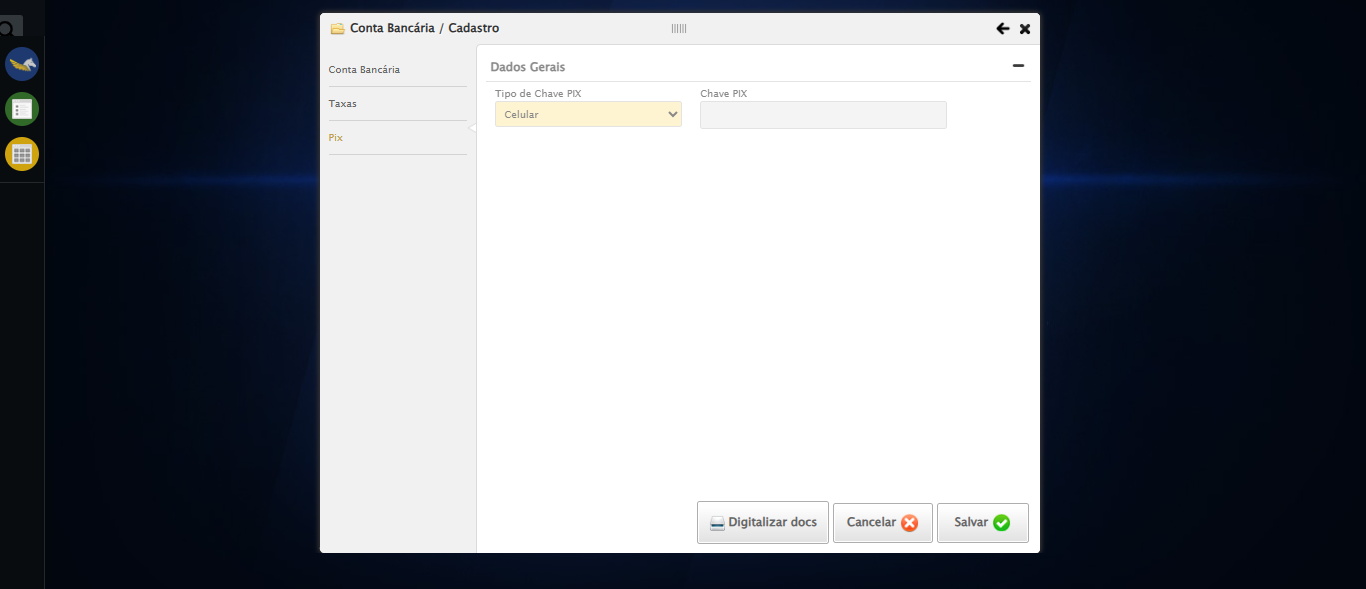 Conta Bancária / Cadastro
Conta Bancária
Taxas
Pix
Dados Gerais
Tipo de Chave PIX
Chave PIX
Celular
Digitalizar docs
Cancelar
Salvar